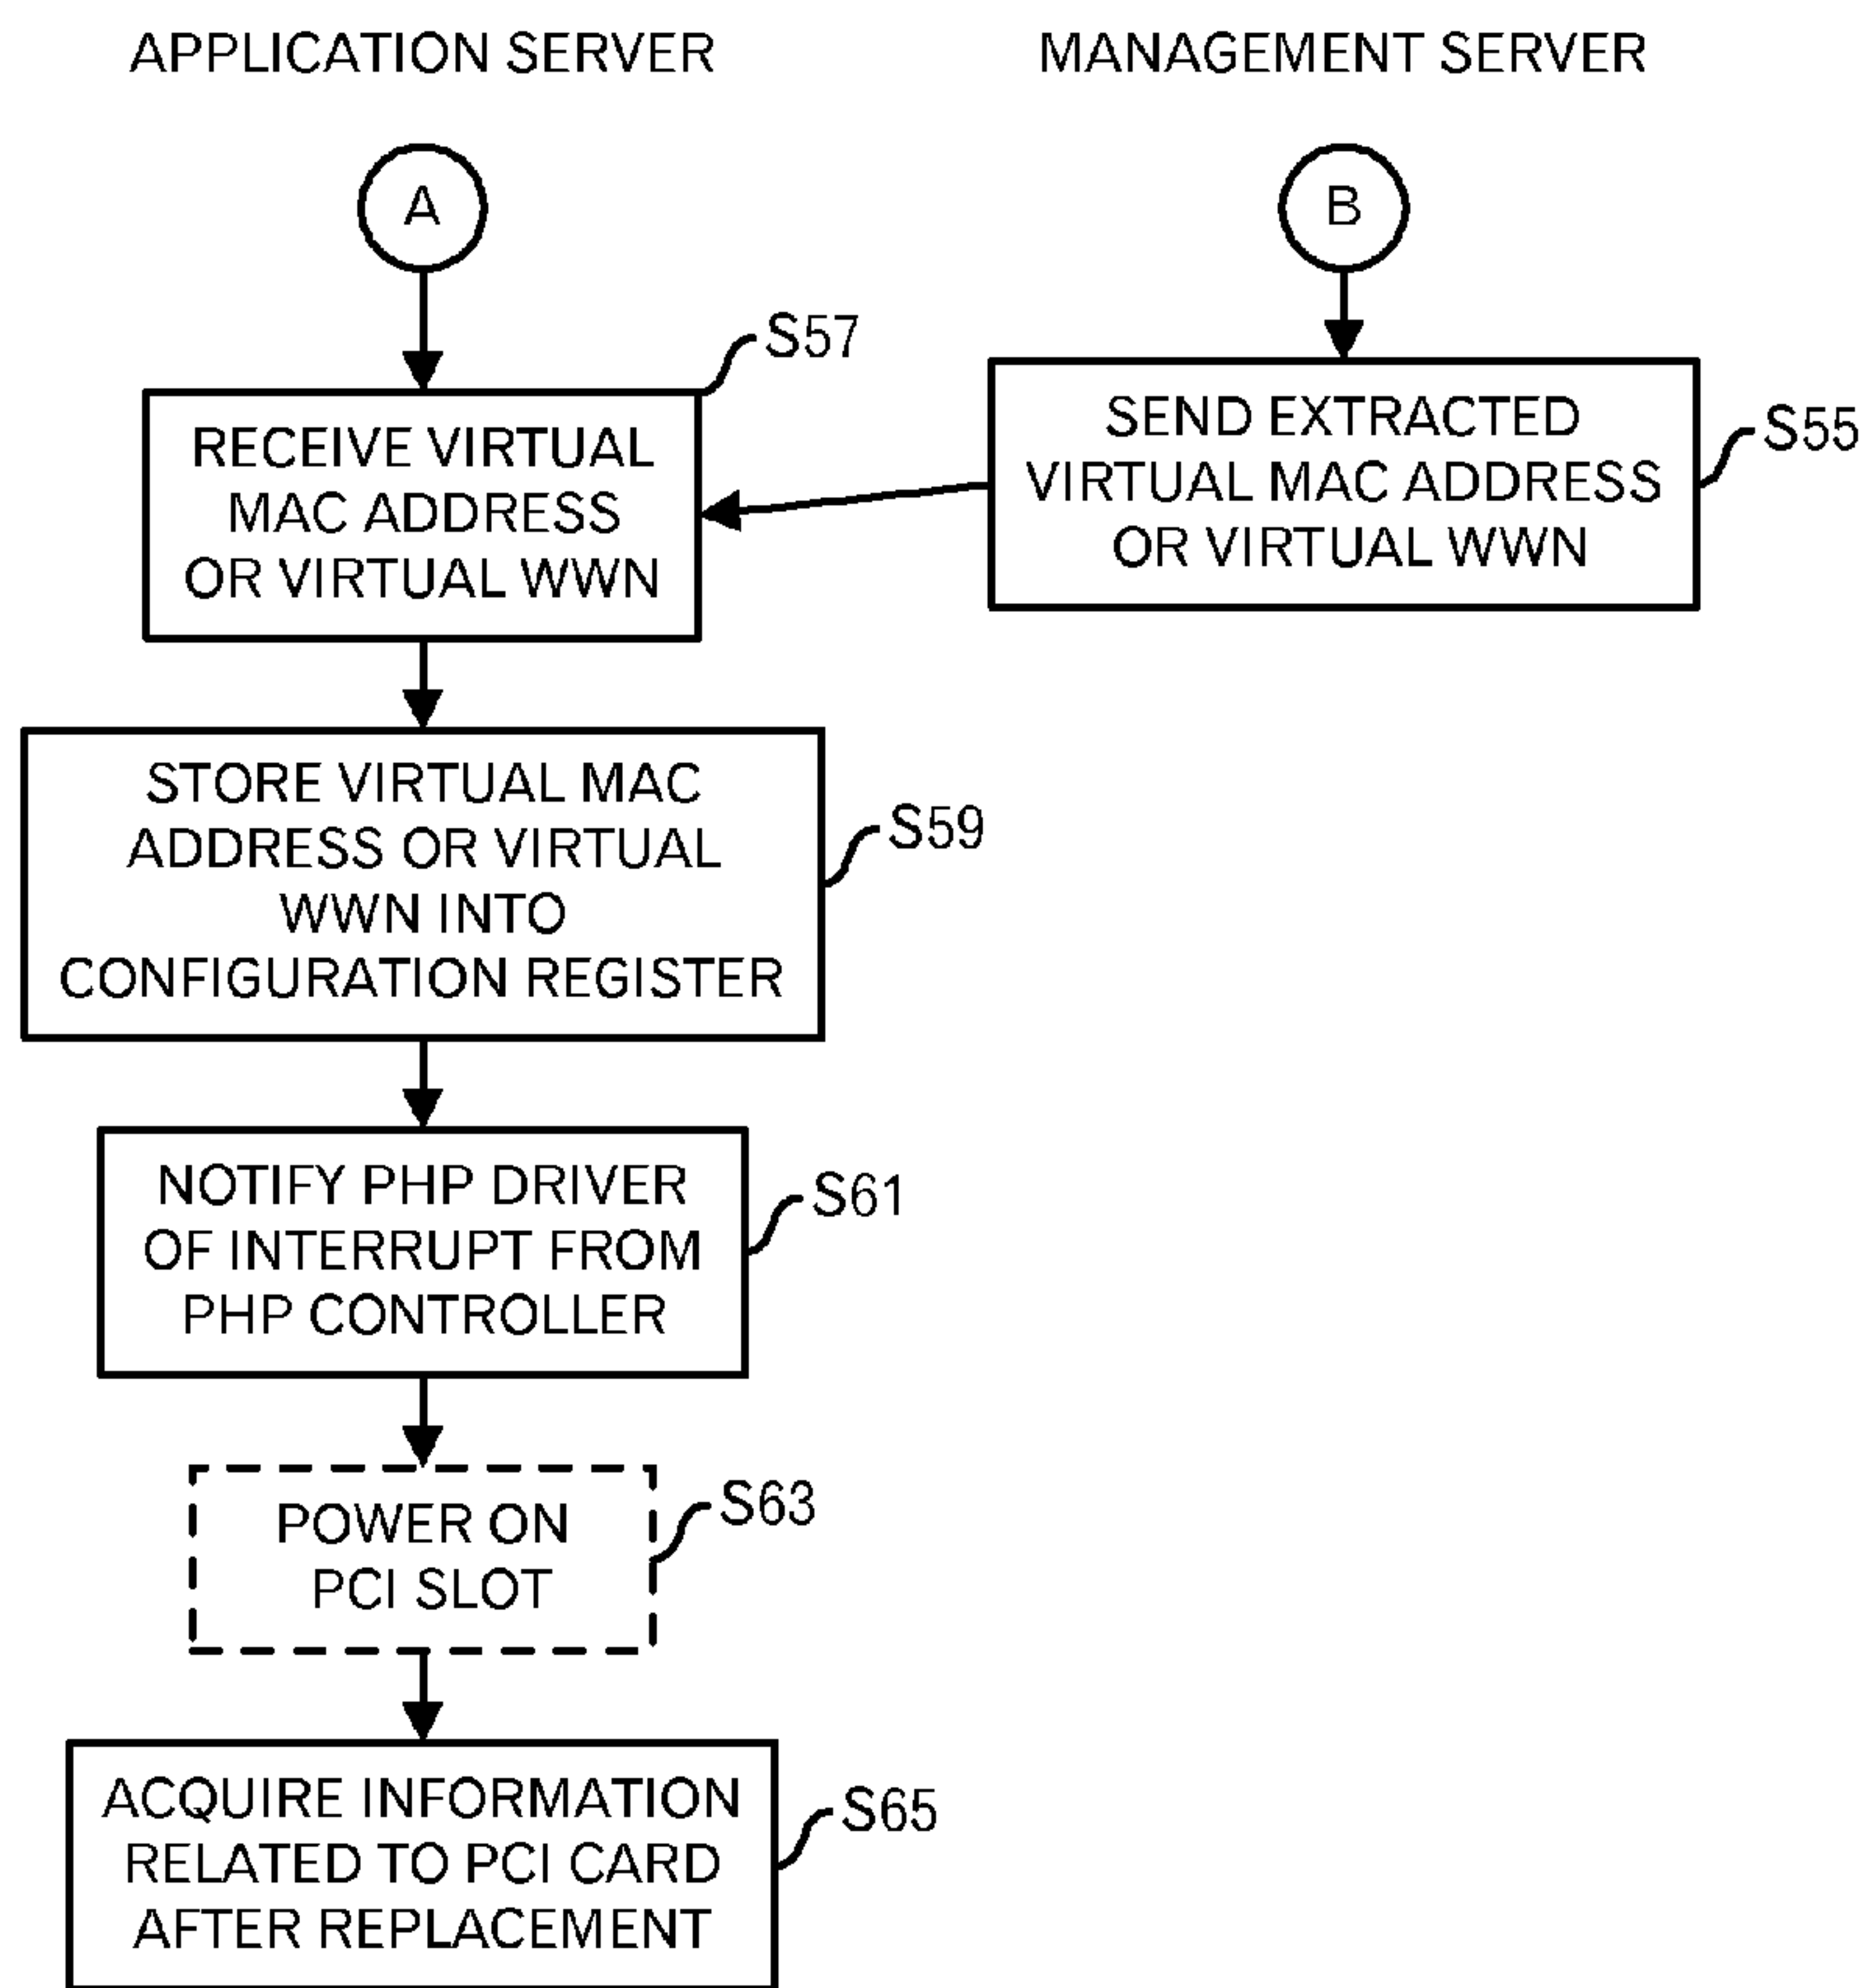 APPLICATION SERVER
MANAGEMENT SERVER
A
B
S57
RECEIVE VIRTUAL
MAC ADDRESS
OR VIRTUAL WWN
SEND EXTRACTED
VIRTUAL MAC ADDRESS
OR VIRTUAL WWN
S55
STORE VIRTUAL MAC
ADDRESS OR VIRTUAL
WWN INTO
CONFIGURATION REGISTER
S59
NOTIFY PHP DRIVER
OF INTERRUPT FROM
PHP CONTROLLER
S61
POWER ON
PCI SLOT
S63
ACQUIRE INFORMATION
RELATED TO PCI CARD
AFTER REPLACEMENT
S65